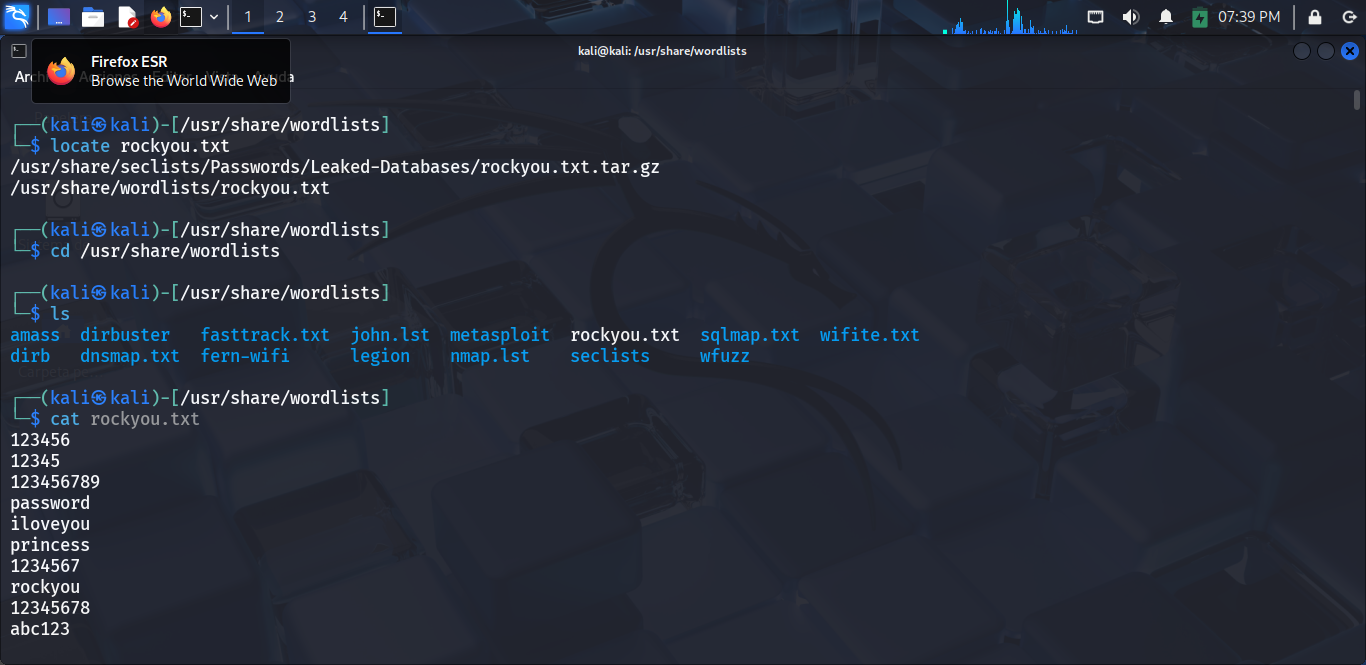 1 2 3 4 07:39 PM
kali@kali: /usr/share/wordlists
Firefox ESR
Browse the World Wide Web
Archivo Acciones Editar Vista Ayuda
┌──(kali㉿kali)-[/usr/share/wordlists]
└─$ locate rockyou.txt
/usr/share/seclists/Passwords/Leaked-Databases/rockyou.txt.tar.gz
/usr/share/wordlists/rockyou.txt
┌──(kali㉿kali)-[/usr/share/wordlists]
└─$ cd /usr/share/wordlists
┌──(kali㉿kali)-[/usr/share/wordlists]
└─$ ls
amass dirbuster fasttrack.txt john.lst metasploit rockyou.txt sqlmap.txt wifite.txt
dirb dnsmap.txt fern-wifi legion nmap.lst seclists wfuzz
┌──(kali㉿kali)-[/usr/share/wordlists]
└─$ cat rockyou.txt
123456
12345
123456789
password
iloveyou
princess
1234567
rockyou
12345678
abc123